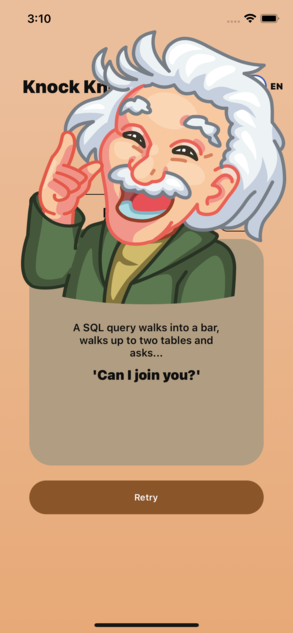 3:10
Knock
EN
A SQL query walks into a bar,
walks up to two tables and
asks...
'Can I join you?'
Retry